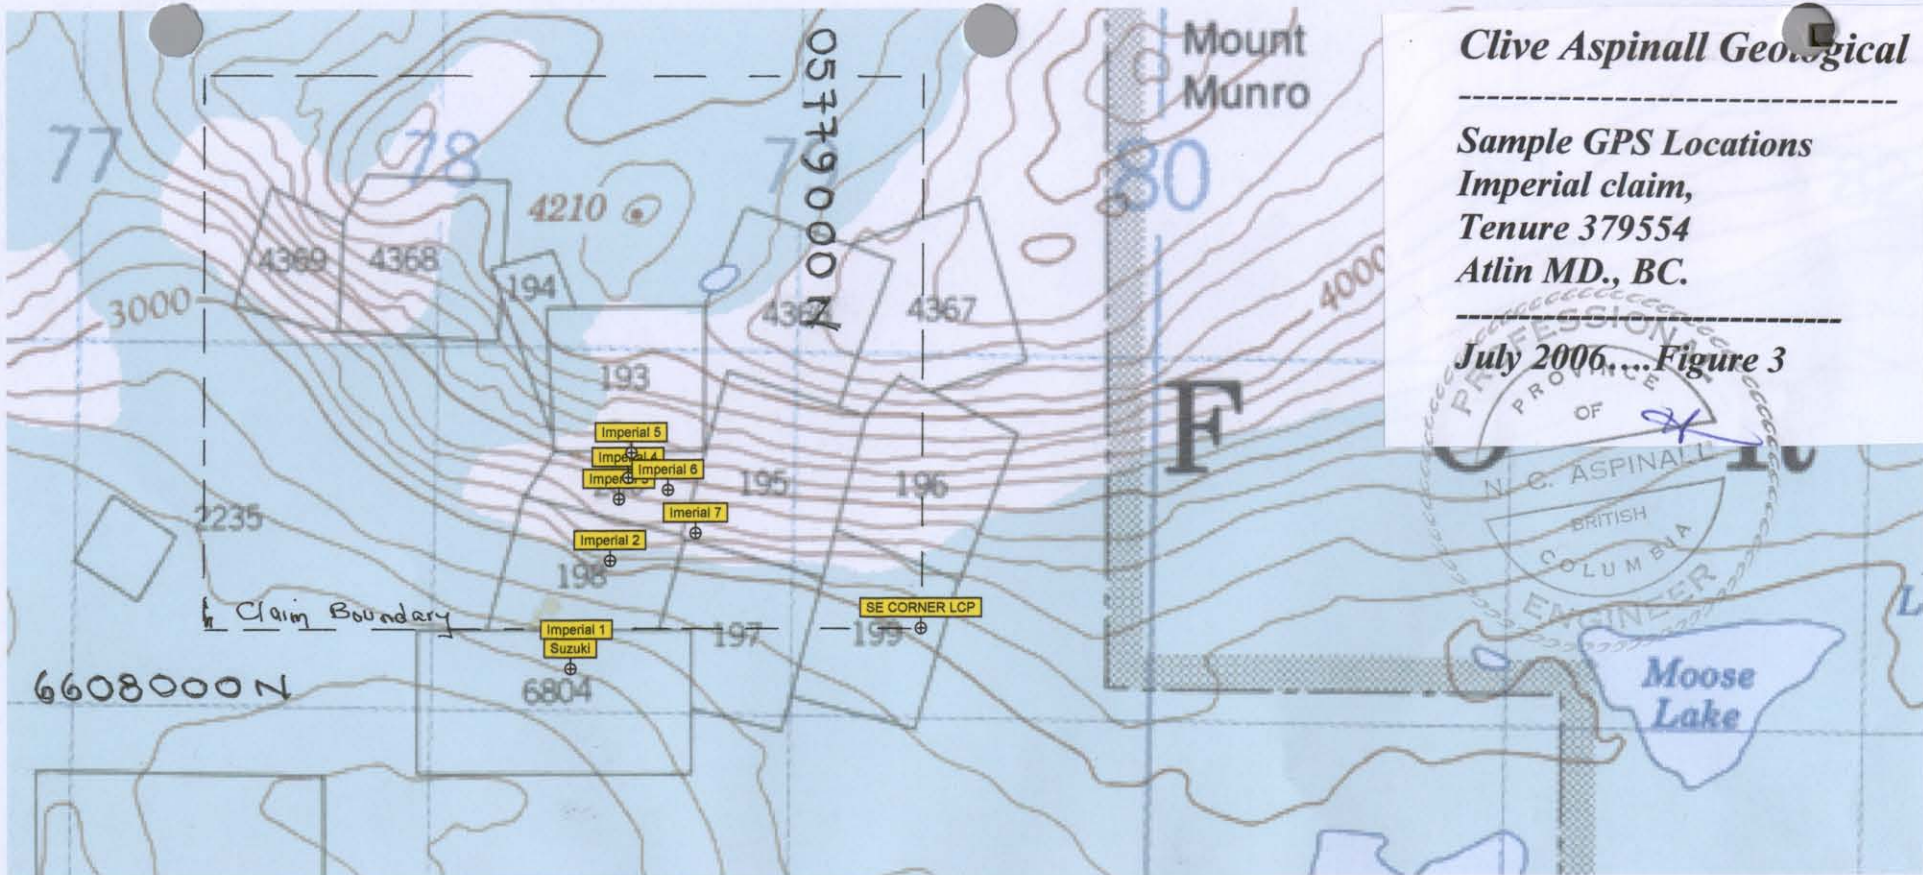 Clive Aspinall Geological
Sample GPS Locations
Imperial claim,
Tenure 379554
Atlin MD., BC.
July 2006....Figure 3
PROFESSIONAL
PROVINCE
OF
N. C. ASPINALL
BRITISH
COLUMBIA
ENGINEER
Mount
Munro
77
78
80
05779000N
4210
4369
4368
194
4367
3000
4000
193
Imperial 5
Imperial 6
195
196
Imerial 7
2235
Imperial 2
198
Claim Boundary
SE CORNER LCP
Imperial 1
Suzuki
197
199
6608000N
6804
F
Moose
Lake
L